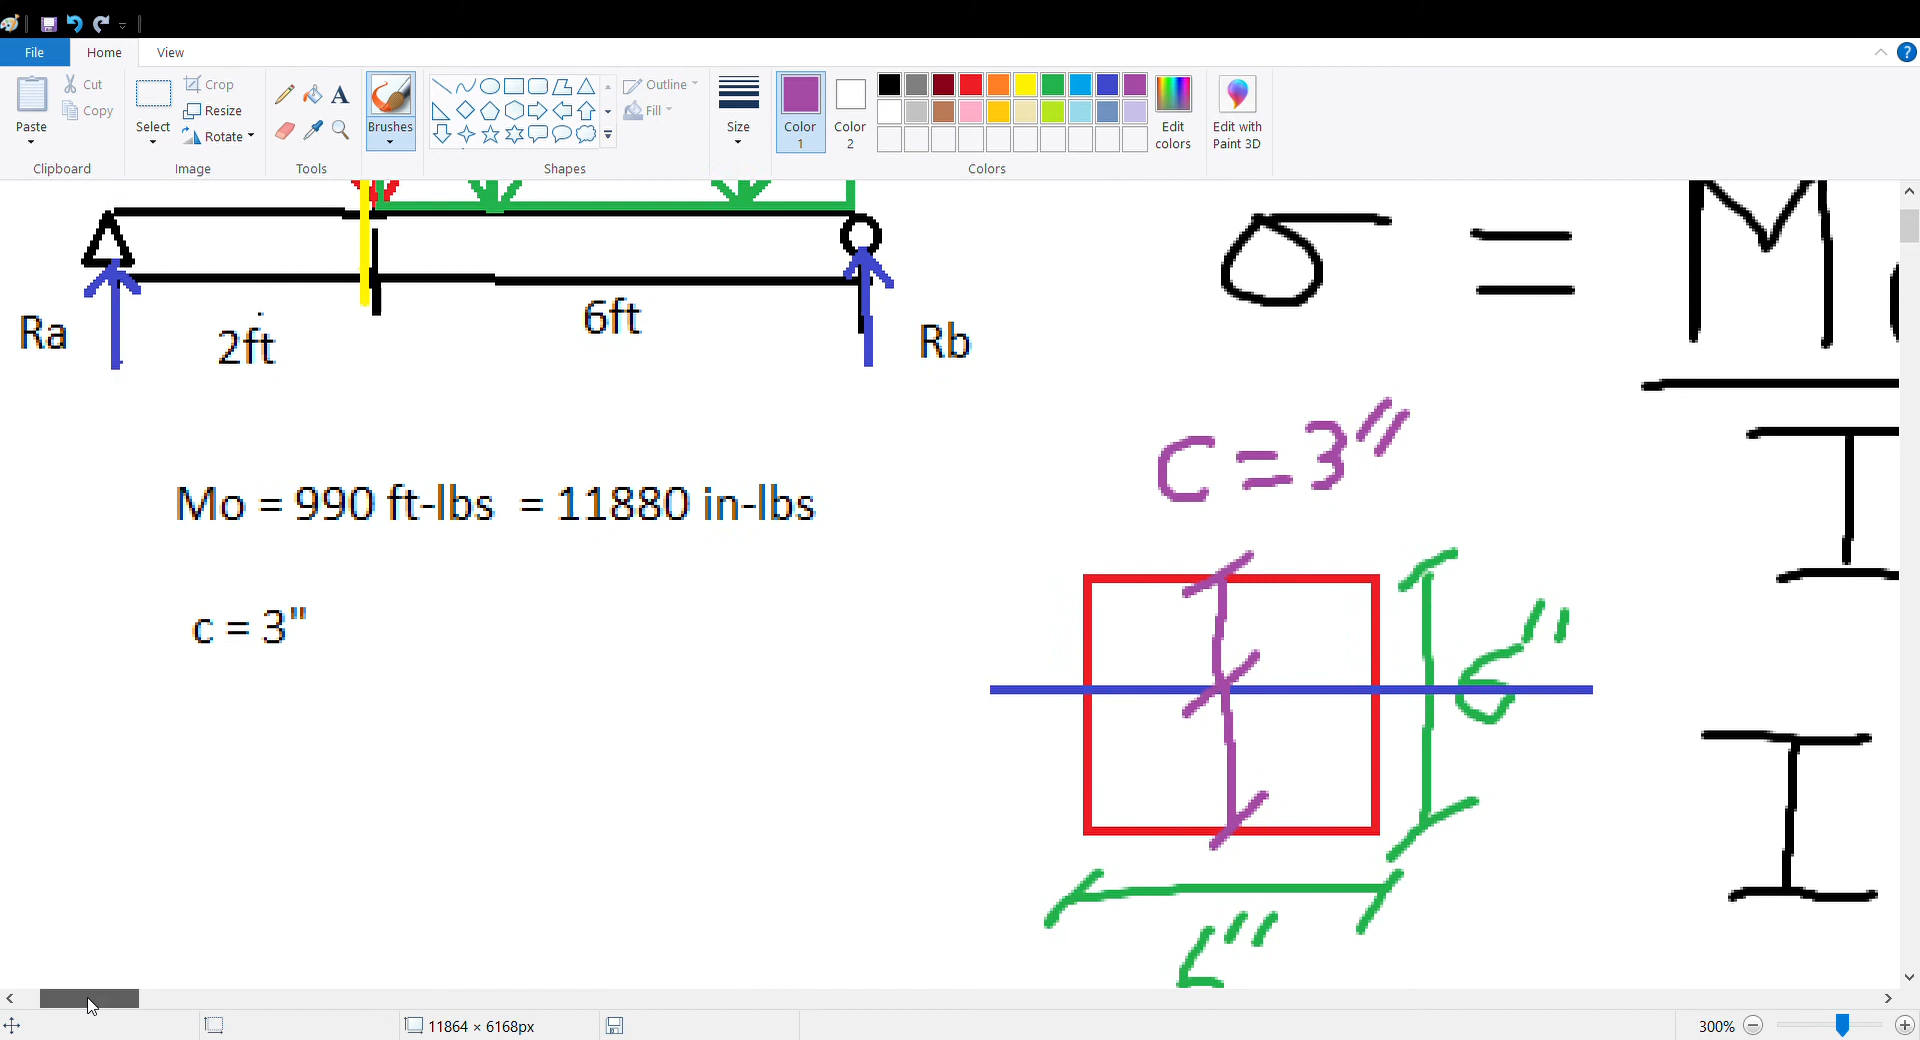 File Home View
Paste Cut Copy Clipboard
Select Crop Resize Rotate Image
A Tools
Brushes
Outline Fill Shapes
Size
Color 1 Color 2
Edit colors Colors
Edit with Paint 3D
Ra 2ft 6ft Rb
σ = M
I
c = 3"
Mo = 990 ft-lbs = 11880 in-lbs
c = 3"
6"
I
11864 × 6168px 300%